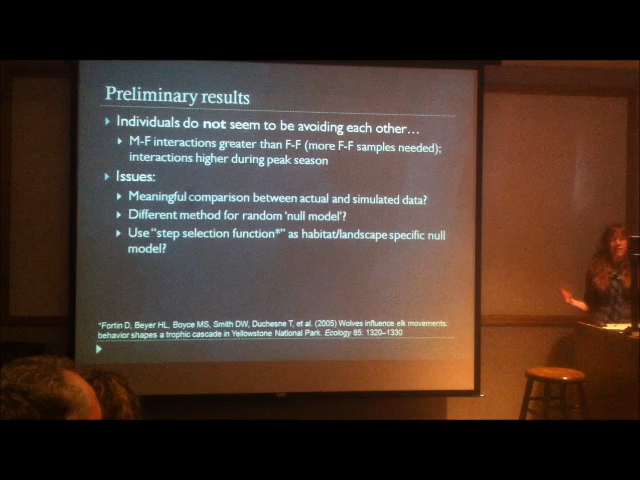 Preliminary results
Individuals do not seem to be avoiding each other…
M-F interactions greater than F-F (more F-F samples needed);
interactions higher during peak season
Issues:
Meaningful comparison between actual and simulated data?
Different method for random 'null model'?
Use "step selection function*" as habitat/landscape specific null
model?
*Fortin D, Beyer HL, Boyce MS, Smith DW, Duchesne T, et al. (2005) Wolves influence elk movements:
behavior shapes a trophic cascade in Yellowstone National Park. Ecology 85: 1320–1330